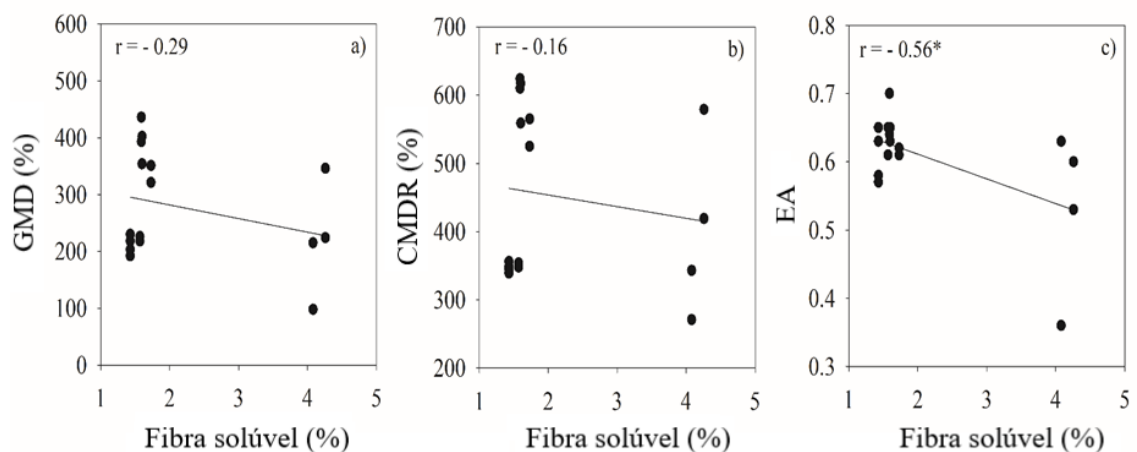 r = - 0.29
a)
GMD (%)
600
500
400
300
200
100
0
1 2 3 4 5
Fibra solúvel (%)
r = - 0.16
b)
CMDR (%)
700
600
500
400
300
200
1 2 3 4 5
Fibra solúvel (%)
r = - 0.56*
c)
EA
0.8
0.7
0.6
0.5
0.4
0.3
1 2 3 4 5
Fibra solúvel (%)